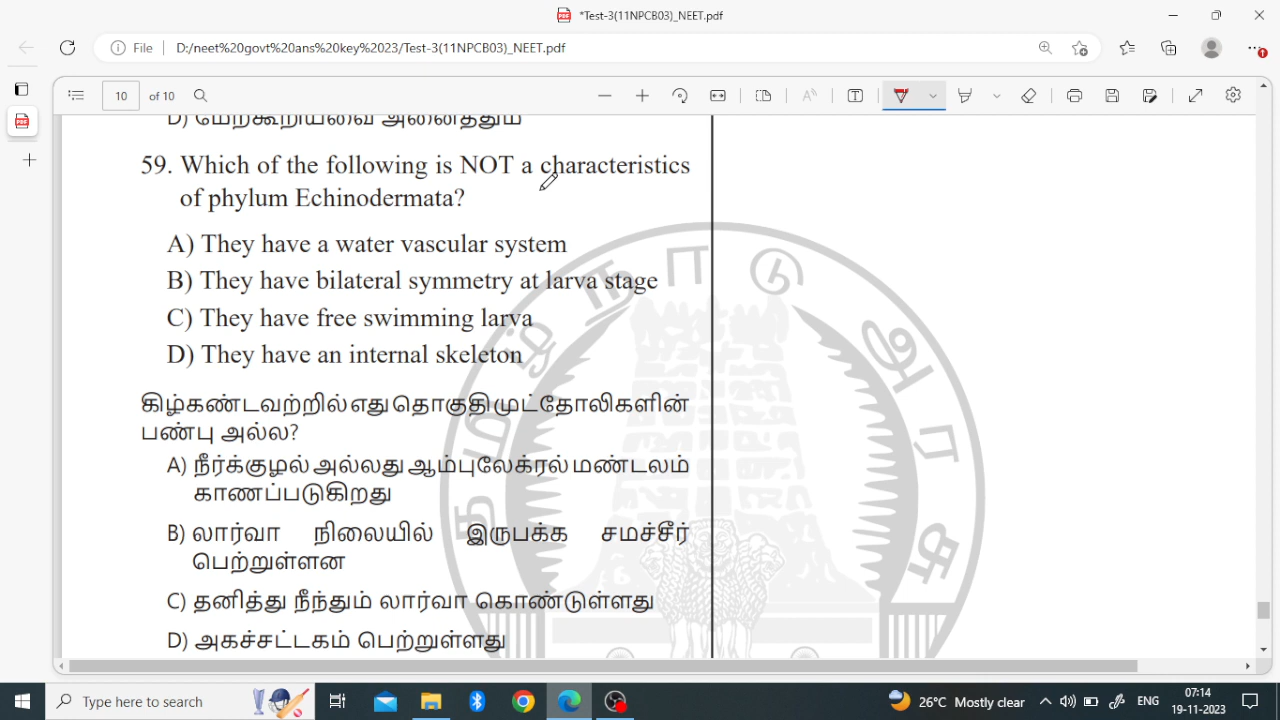 *Test-3(11NPCB03)_NEET.pdf
File D:/neet%20govt%20ans%20key%202023/Test-3(11NPCB03)_NEET.pdf
10 of 10
D) மேற்கூறியவை அனைத்தும்
59. Which of the following is NOT a characteristics
of phylum Echinodermata?
A) They have a water vascular system
B) They have bilateral symmetry at larva stage
C) They have free swimming larva
D) They have an internal skeleton
கிழ்கண்டவற்றில் எது தொகுதி முட்தோலிகளின்
பண்பு அல்ல?
A) நீர்க்குழல் அல்லது ஆம்புலேக்ரல் மண்டலம்
காணப்படுகிறது
B) லார்வா நிலையில் இருபக்க சமச்சீர்
பெற்றுள்ளன
C) தனித்து நீந்தும் லார்வா கொண்டுள்ளது
D) அகச்சட்டகம் பெற்றுள்ளது
Type here to search
26°C Mostly clear
ENG
07:14
19-11-2023